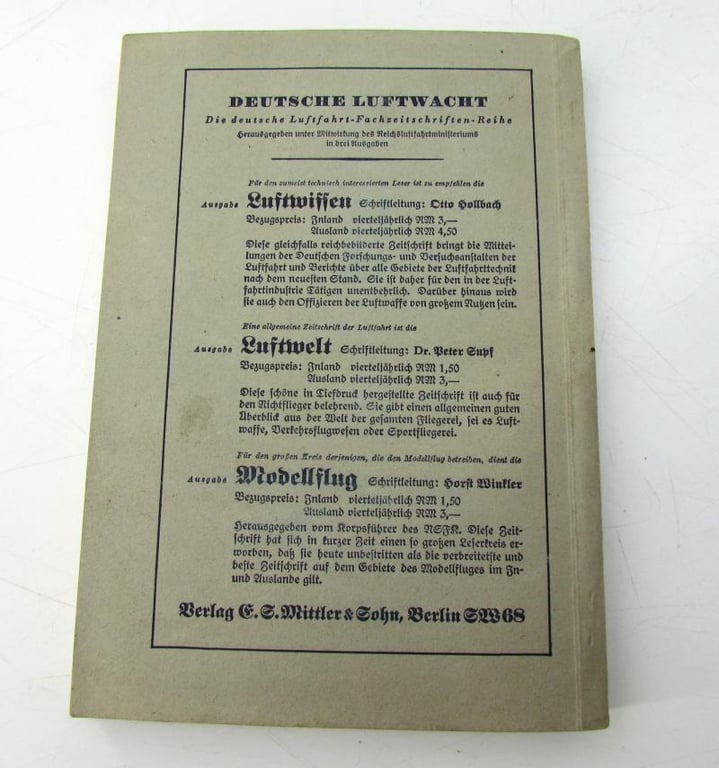 DEUTSCHE LUFTWACHT
Die deutsche Luftfahrt-Fachzeitschriften-Reihe
Herausgegeben unter Mitwirkung des Reichsluftfahrtministeriums
in drei Ausgaben
Für den zumeist technisch interessierten Leser ist zu empfehlen die
Ausgabe Luftwissen Schriftleitung: Otto Hollbach
Bezugspreis: Inland vierteljährlich RM 3,—
Ausland vierteljährlich RM 4,50
Diese gleichfalls reichbebilderte Zeitschrift bringt die Mittei-
lungen der Deutschen Forschungs- und Versuchsanstalten der
Luftfahrt und Berichte über alle Gebiete der Luftfahrttechnik
nach dem neuesten Stand. Sie ist daher für den in der Luft-
fahrtindustrie Tätigen unentbehrlich. Darüber hinaus wird
sie auch den Offizieren der Luftwaffe von großem Nutzen sein.
Eine allgemeine Zeitschrift der Luftfahrt ist die
Ausgabe Luftwelt Schriftleitung: Dr. Peter Supf
Bezugspreis: Inland vierteljährlich RM 1,50
Ausland vierteljährlich RM 3,—
Diese schöne in Tiefdruck hergestellte Zeitschrift ist auch für
den Nichtflieger belehrend. Sie gibt einen allgemeinen guten
Überblick aus der Welt der gesamten Fliegerei, sei es Luft-
waffe, Verkehrsflugwesen oder Sportfliegerei.
Für den großen Kreis derjenigen, die den Modellflug betreiben, dient die
Ausgabe Modellflug Schriftleitung: Horst Winkler
Bezugspreis: Inland vierteljährlich RM 1,50
Ausland vierteljährlich RM 3,—
Herausgegeben vom Korpsführer des NSFK. Diese Zeit-
schrift hat sich in kurzer Zeit einen so großen Leserkreis er-
worben, daß sie heute unbestritten als die verbreitetste und
beste Zeitschrift auf dem Gebiete des Modellfluges im In-
und Auslande gilt.
Verlag E. S. Mittler & Sohn, Berlin SW 68